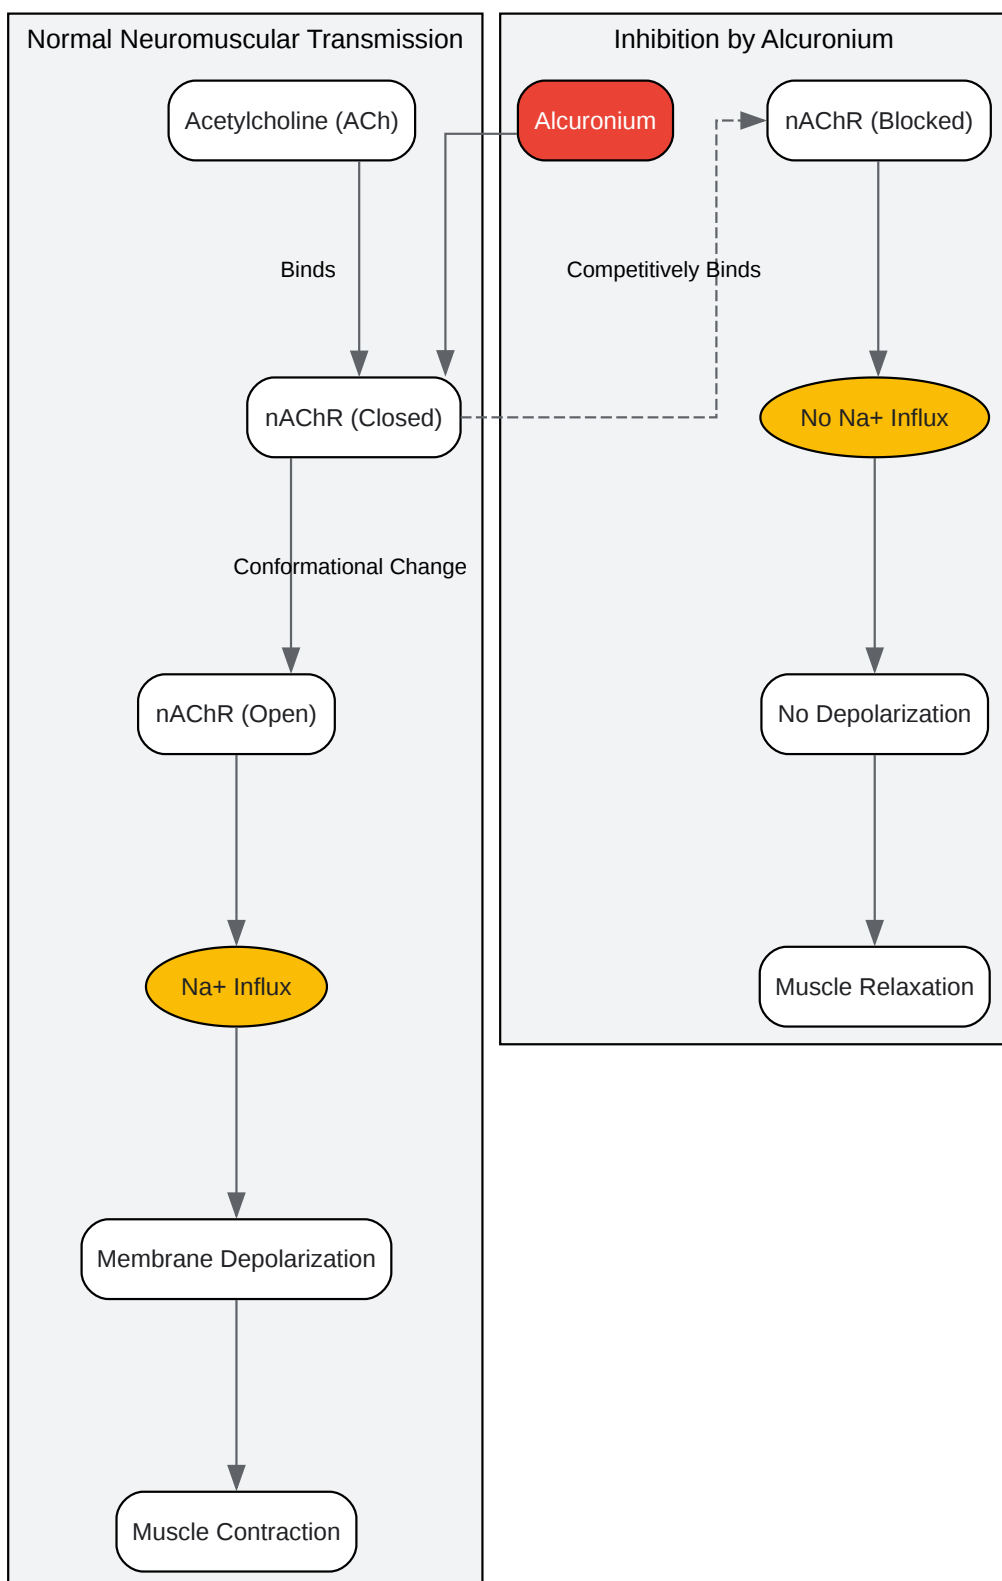 Normal Neuromuscular Transmission
Acetylcholine (ACh)
Binds
nAChR (Closed)
Conformational Change
nAChR (Open)
Na+ Influx
Membrane Depolarization
Muscle Contraction
Inhibition by Alcuronium
Alcuronium
nAChR (Blocked)
Competitively Binds
No Na+ Influx
No Depolarization
Muscle Relaxation